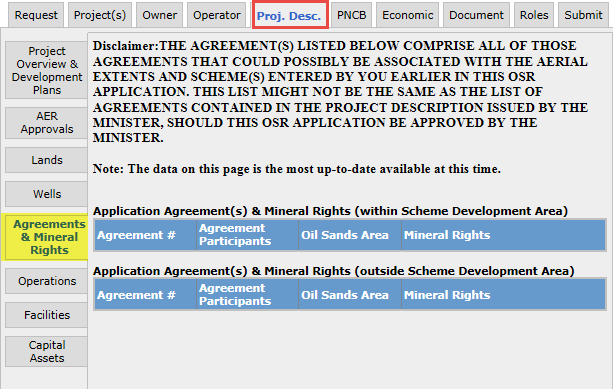 Request Project(s) Owner Operator Proj. Desc. PNCB Economic Document Roles Submit
Project
Overview &
Development
Plans
AER
Approvals
Lands
Wells
Agreements
& Mineral
Rights
Operations
Facilities
Capital
Assets
Disclaimer:THE AGREEMENT(S) LISTED BELOW COMPRISE ALL OF THOSE
AGREEMENTS THAT COULD POSSIBLY BE ASSOCIATED WITH THE AERIAL
EXTENTS AND SCHEME(S) ENTERED BY YOU EARLIER IN THIS OSR
APPLICATION. THIS LIST MIGHT NOT BE THE SAME AS THE LIST OF
AGREEMENTS CONTAINED IN THE PROJECT DESCRIPTION ISSUED BY THE
MINISTER, SHOULD THIS OSR APPLICATION BE APPROVED BY THE
MINISTER.
Note: The data on this page is the most up-to-date available at this time.
Application Agreement(s) & Mineral Rights (within Scheme Development Area)
Agreement # Agreement Participants Oil Sands Area Mineral Rights
Application Agreement(s) & Mineral Rights (outside Scheme Development Area)
Agreement # Agreement Participants Oil Sands Area Mineral Rights